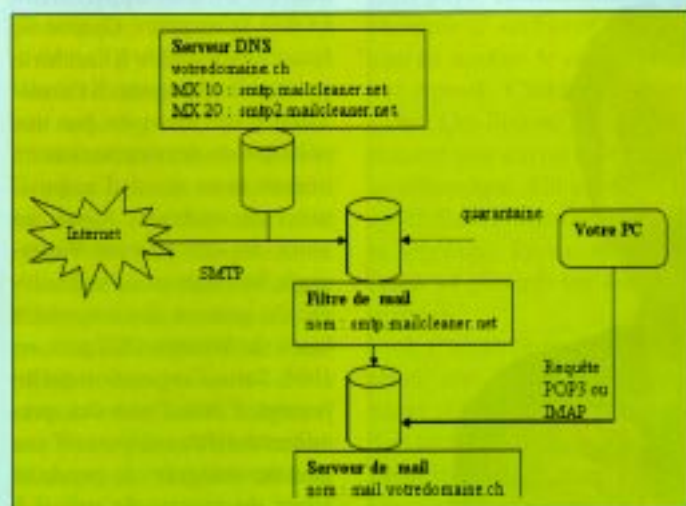 Serveur DNS
votredomaine.ch
MX 10 : smtp.mailcleaner.net
MX 20 : smtp2.mailcleaner.net
Internet
SMTP
quarantaine
Votre PC
Filtre de mail
nom : smtp.mailcleaner.net
Requête
POP3 ou
IMAP
Serveur de mail
nom : mail.votredomaine.ch